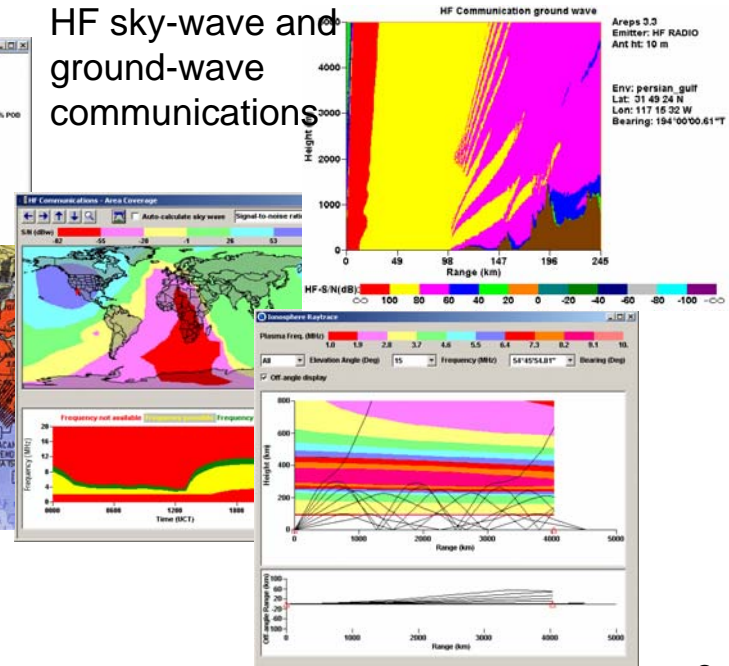 HF sky-wave and
ground-wave
communications
% POB
HF Communication ground wave
Areps 3.3
Emitter: HF RADIO
Ant ht: 10 m
Env: persian_gulf
Lat: 31 49 24 N
Lon: 117 15 32 W
Bearing: 194°00'00.61"T
5000
4000
3000
2000
1000
0
0 49 98 147 196 245
Range (km)
HF-S/N(dB):
100 80 60 40 20 0 -20 -40 -60 -80 -100
HF Communications - Area Coverage
Auto-calculate sky wave Signal-to-noise ratio
S/N (dBw)
-82 -55 -28 -1 26 53
Frequency not available Frequency
Frequency (MHz)
20
16
12
8
4
0000 0600 1200 1800
Time (UCT)
Ionosphere Raytrace
Plasma Freq. (MHz)
1.0 1.9 2.8 3.7 4.6 5.5 6.4 7.3 8.2 9.1 10.
All Elevation Angle (Deg) 15 Frequency (MHz) 54°45'54.81" Bearing (Deg)
Off-angle display
Height (km)
800
600
400
200
0
0 1000 2000 3000 4000 5000
Range (km)
Off-angle Range (km)
100
60
20
-20
-60
-100
0 1000 2000 3000 4000 5000
Range (km)